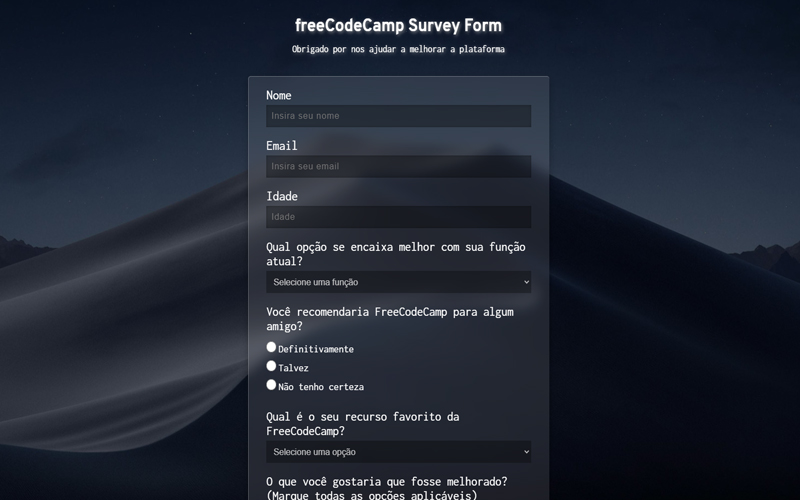 freeCodeCamp Survey Form
Obrigado por nos ajudar a melhorar a plataforma
Nome
Insira seu nome
Email
Insira seu email
Idade
Idade
Qual opção se encaixa melhor com sua função
atual?
Selecione uma função
Você recomendaria FreeCodeCamp para algum
amigo?
Definitivamente
Talvez
Não tenho certeza
Qual é o seu recurso favorito da
FreeCodeCamp?
Selecione uma opção
O que você gostaria que fosse melhorado?
(Marque todas as opções aplicáveis)